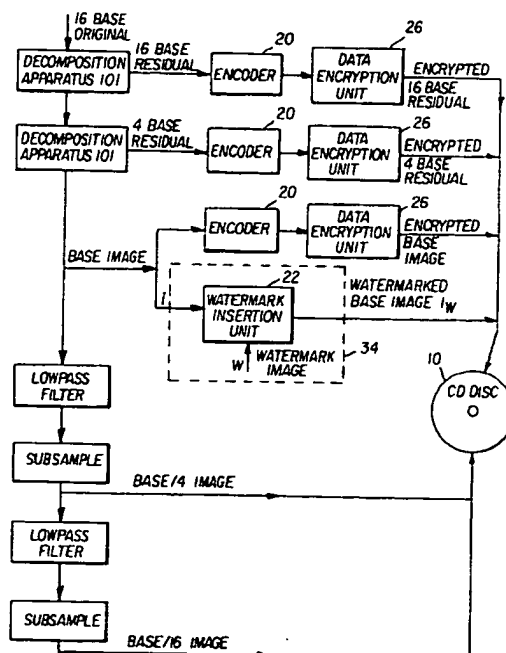 16 BASE
ORIGINAL
DECOMPOSITION
APPARATUS 101
16 BASE
RESIDUAL
20
ENCODER
26
DATA
ENCRYPTION
UNIT
ENCRYPTED
16 BASE
RESIDUAL
DECOMPOSITION
APPARATUS 101
4 BASE
RESIDUAL
20
ENCODER
26
DATA
ENCRYPTION
UNIT
ENCRYPTED
4 BASE
RESIDUAL
BASE IMAGE
20
ENCODER
26
DATA
ENCRYPTION
UNIT
ENCRYPTED
BASE
IMAGE
I
22
WATERMARK
INSERTION
UNIT
WATERMARKED
BASE IMAGE IW
W
WATERMARK
IMAGE
34
10
CD DISC
LOWPASS
FILTER
SUBSAMPLE
BASE/4 IMAGE
LOWPASS
FILTER
SUBSAMPLE
BASE/16 IMAGE